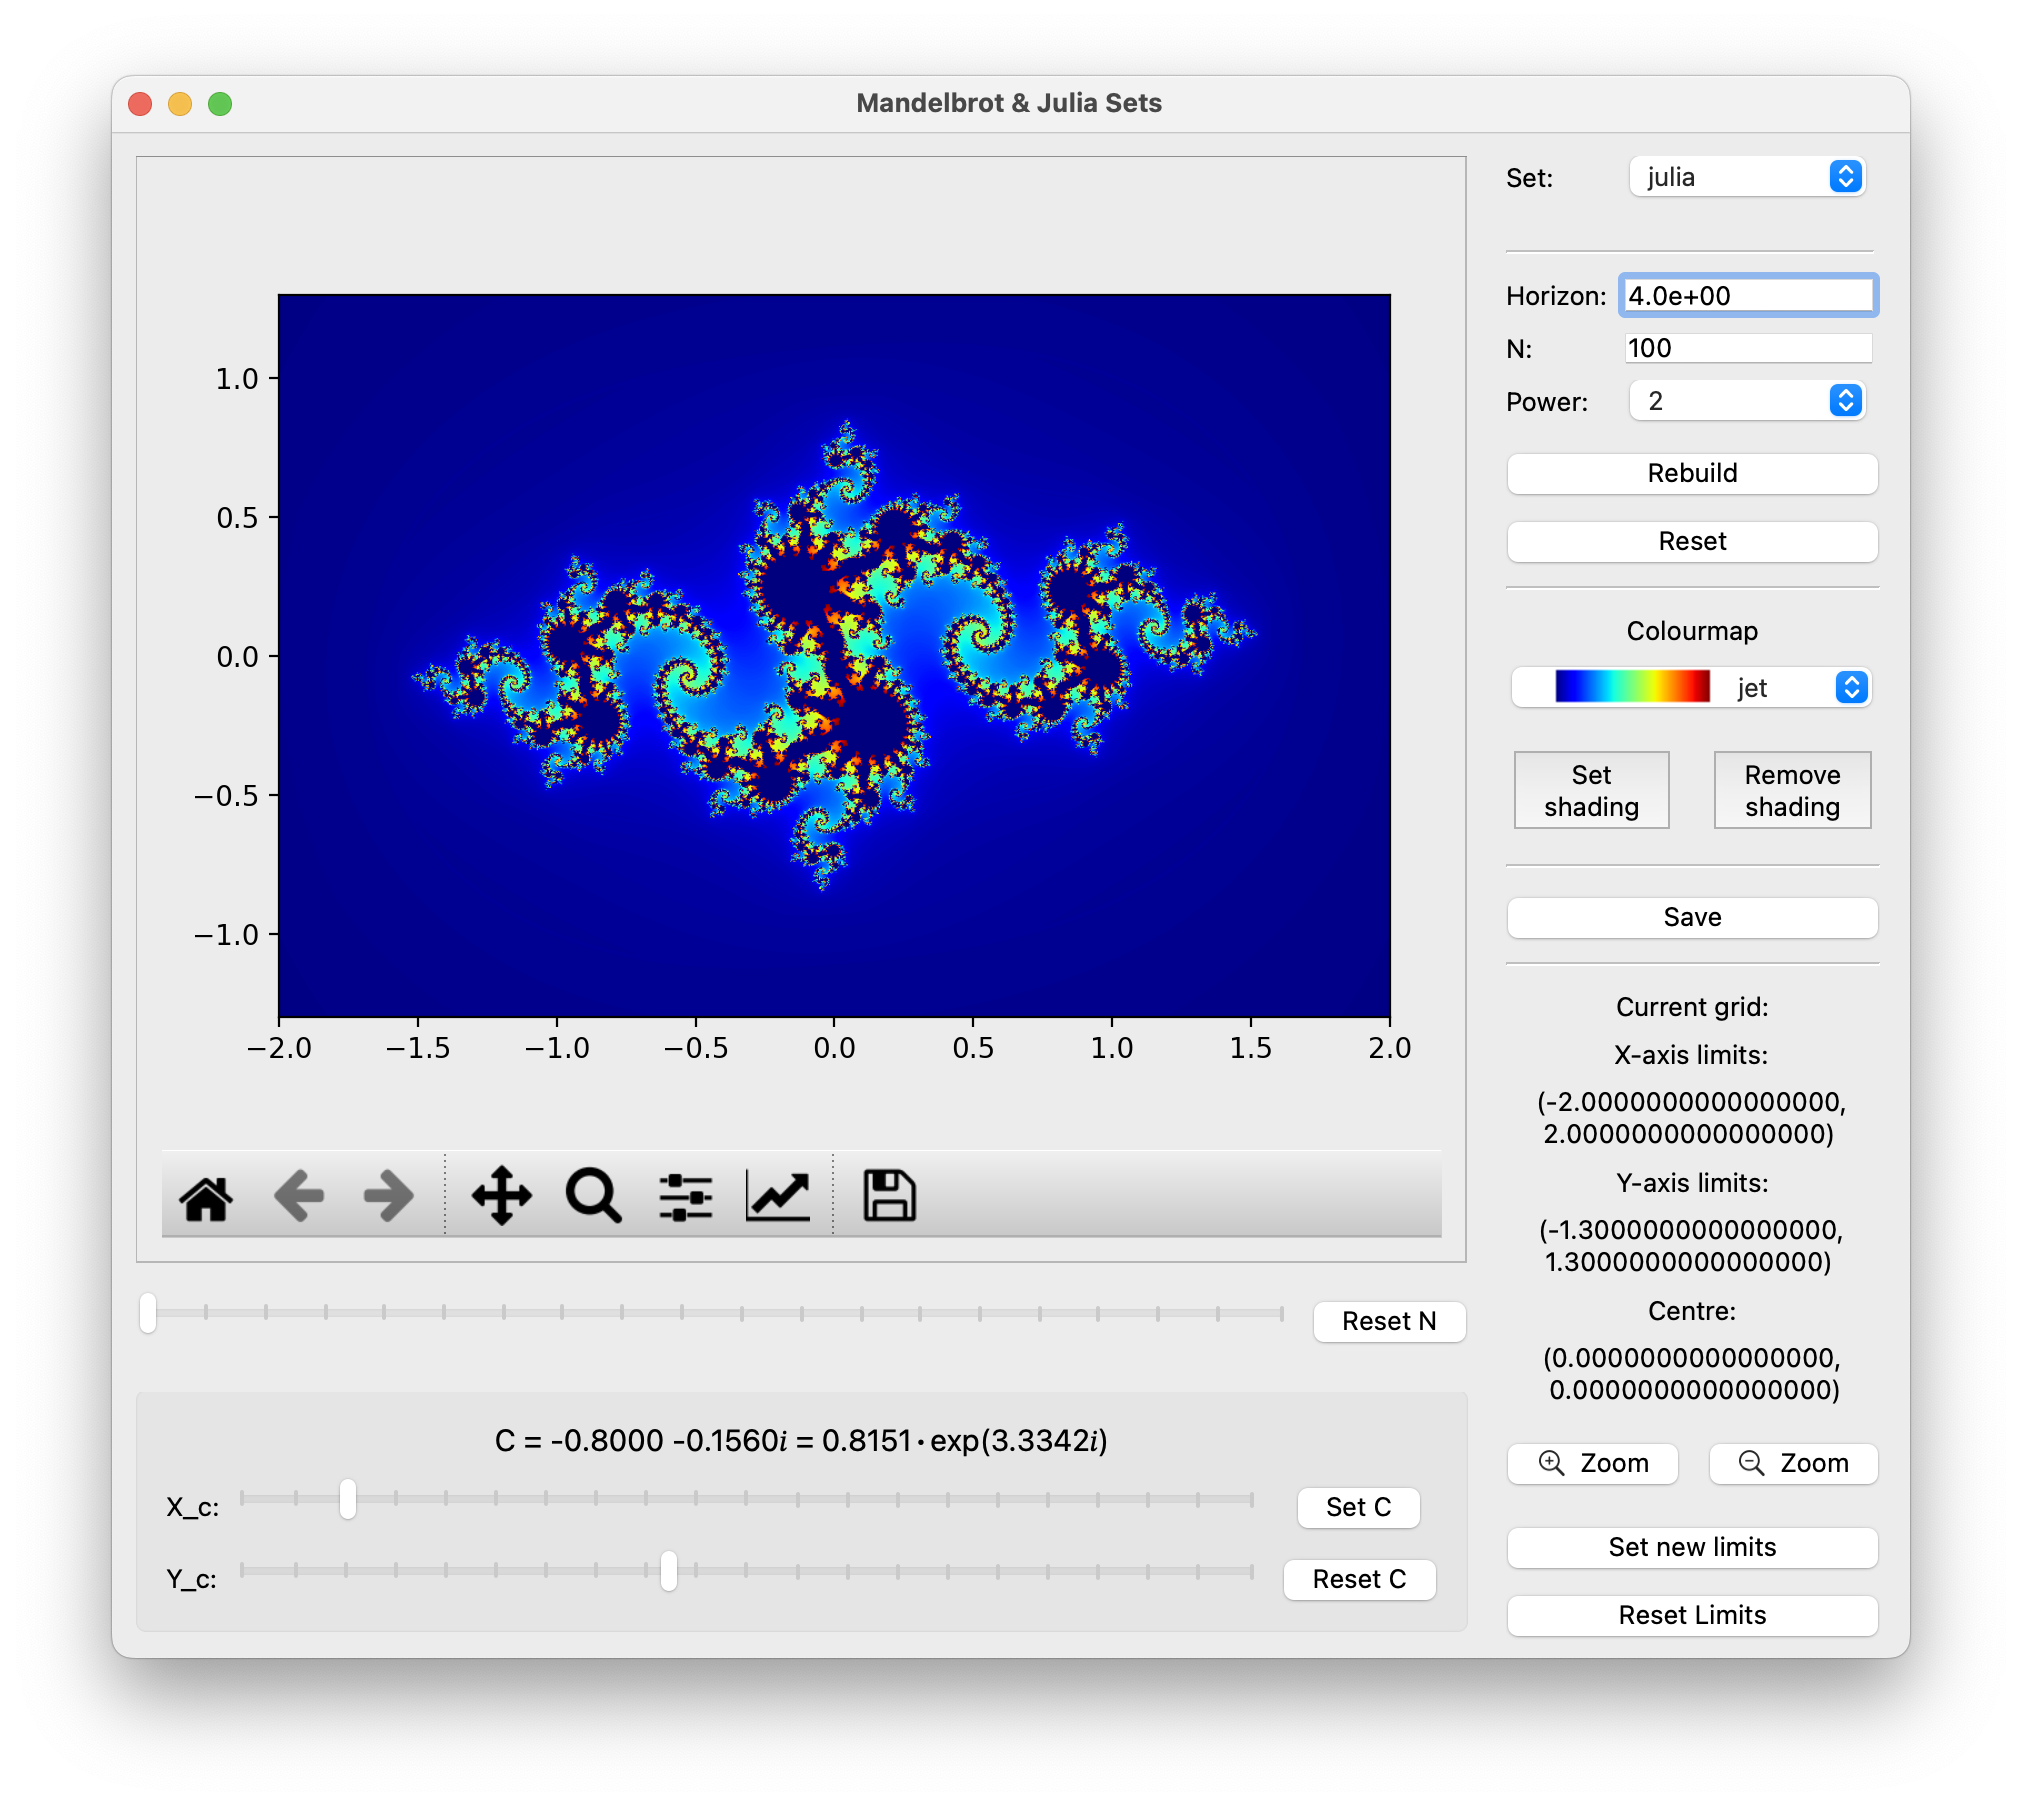 Mandelbrot & Julia Sets
Set: julia
Horizon: 4.0e+00
N: 100
Power: 2
Rebuild
Reset
Colourmap
jet
Set shading
Remove shading
Save
Current grid:
X-axis limits:
(-2.0000000000000000,
2.0000000000000000)
Y-axis limits:
(-1.3000000000000000,
1.3000000000000000)
Centre:
(0.0000000000000000,
0.0000000000000000)
Zoom Zoom
Set new limits
Reset Limits
1.0
0.5
0.0
−0.5
−1.0
−2.0 −1.5 −1.0 −0.5 0.0 0.5 1.0 1.5 2.0
Reset N
C = -0.8000 -0.1560i = 0.8151·exp(3.3342i)
X_c: Set C
Y_c: Reset C